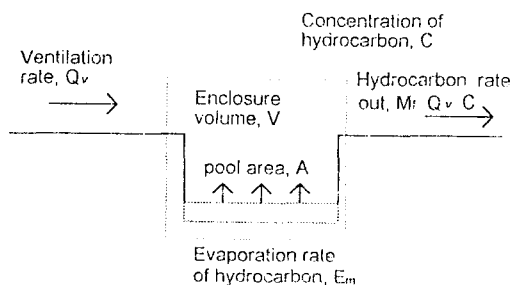 Concentration of
hydrocarbon, C
Ventilation
rate, Qv
Hydrocarbon rate
out, Mr Qv C
Enclosure
volume, V
pool area, A
Evaporation rate
of hydrocarbon, Em